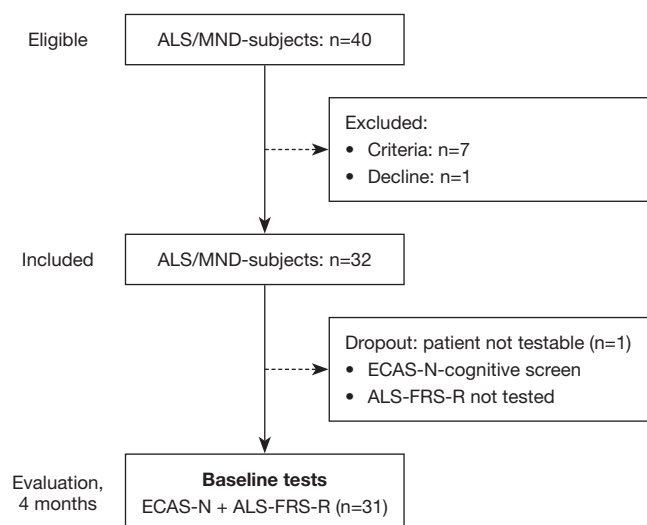 Eligible
ALS/MND-subjects: n=40
Excluded:
• Criteria: n=7
• Decline: n=1
Included
ALS/MND-subjects: n=32
Dropout: patient not testable (n=1)
• ECAS-N-cognitive screen
• ALS-FRS-R not tested
Evaluation,
4 months
Baseline tests
ECAS-N + ALS-FRS-R (n=31)